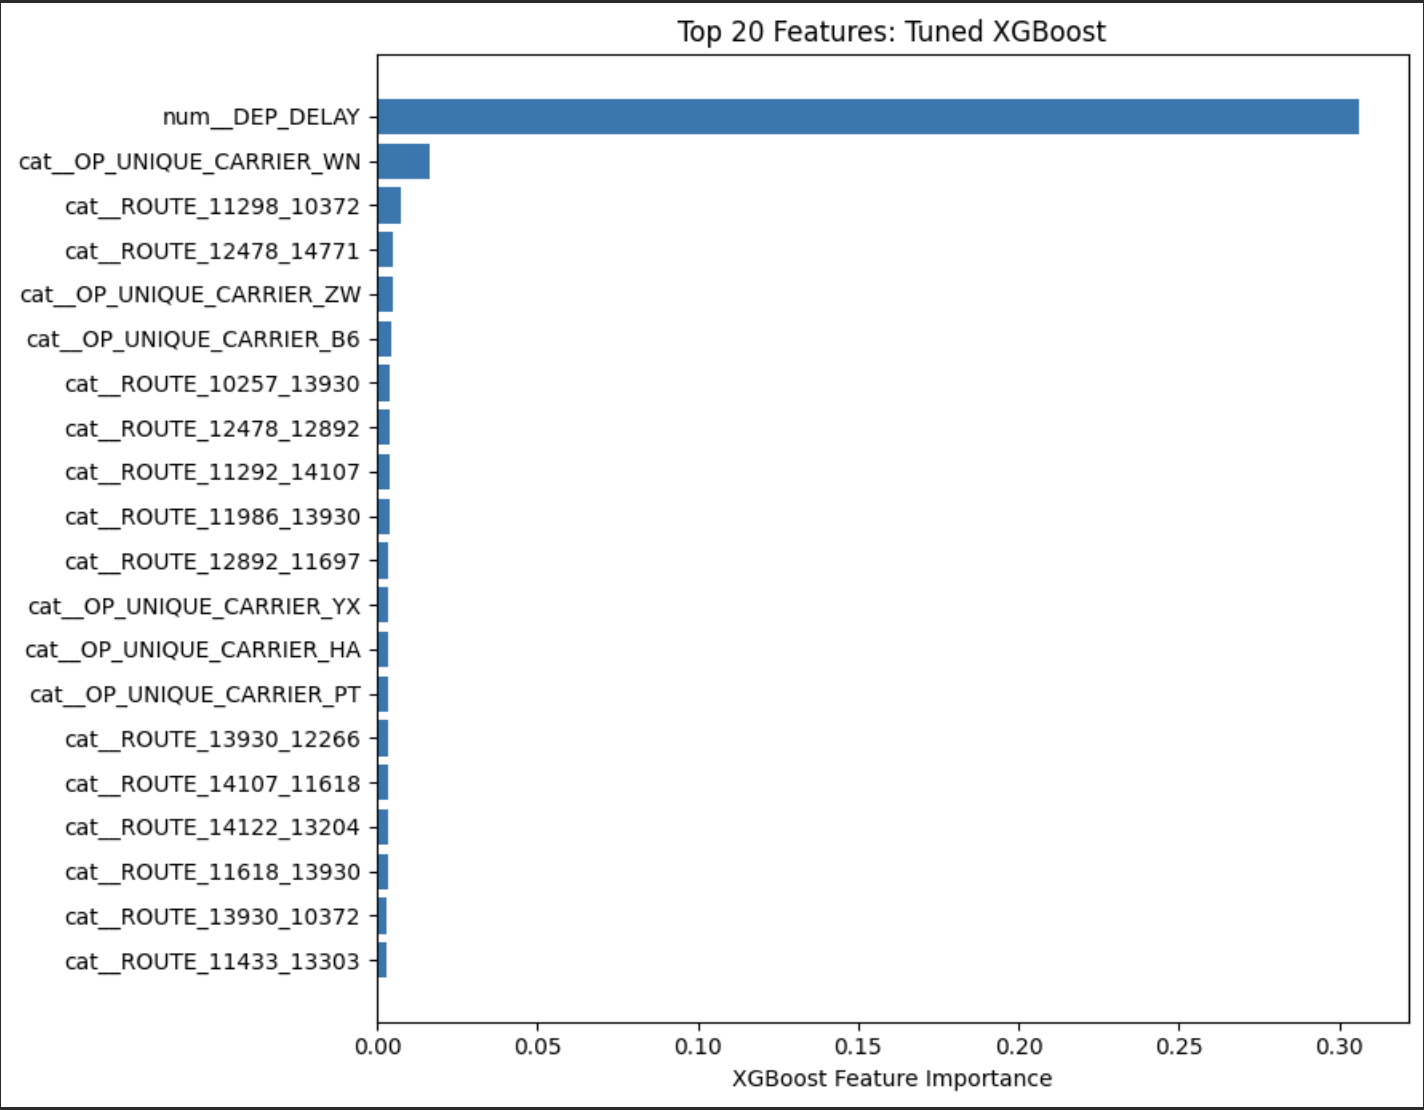 Top 20 Features: Tuned XGBoost
num__DEP_DELAY
cat__OP_UNIQUE_CARRIER_WN
cat__ROUTE_11298_10372
cat__ROUTE_12478_14771
cat__OP_UNIQUE_CARRIER_ZW
cat__OP_UNIQUE_CARRIER_B6
cat__ROUTE_10257_13930
cat__ROUTE_12478_12892
cat__ROUTE_11292_14107
cat__ROUTE_11986_13930
cat__ROUTE_12892_11697
cat__OP_UNIQUE_CARRIER_YX
cat__OP_UNIQUE_CARRIER_HA
cat__OP_UNIQUE_CARRIER_PT
cat__ROUTE_13930_12266
cat__ROUTE_14107_11618
cat__ROUTE_14122_13204
cat__ROUTE_11618_13930
cat__ROUTE_13930_10372
cat__ROUTE_11433_13303
0.00 0.05 0.10 0.15 0.20 0.25 0.30
XGBoost Feature Importance